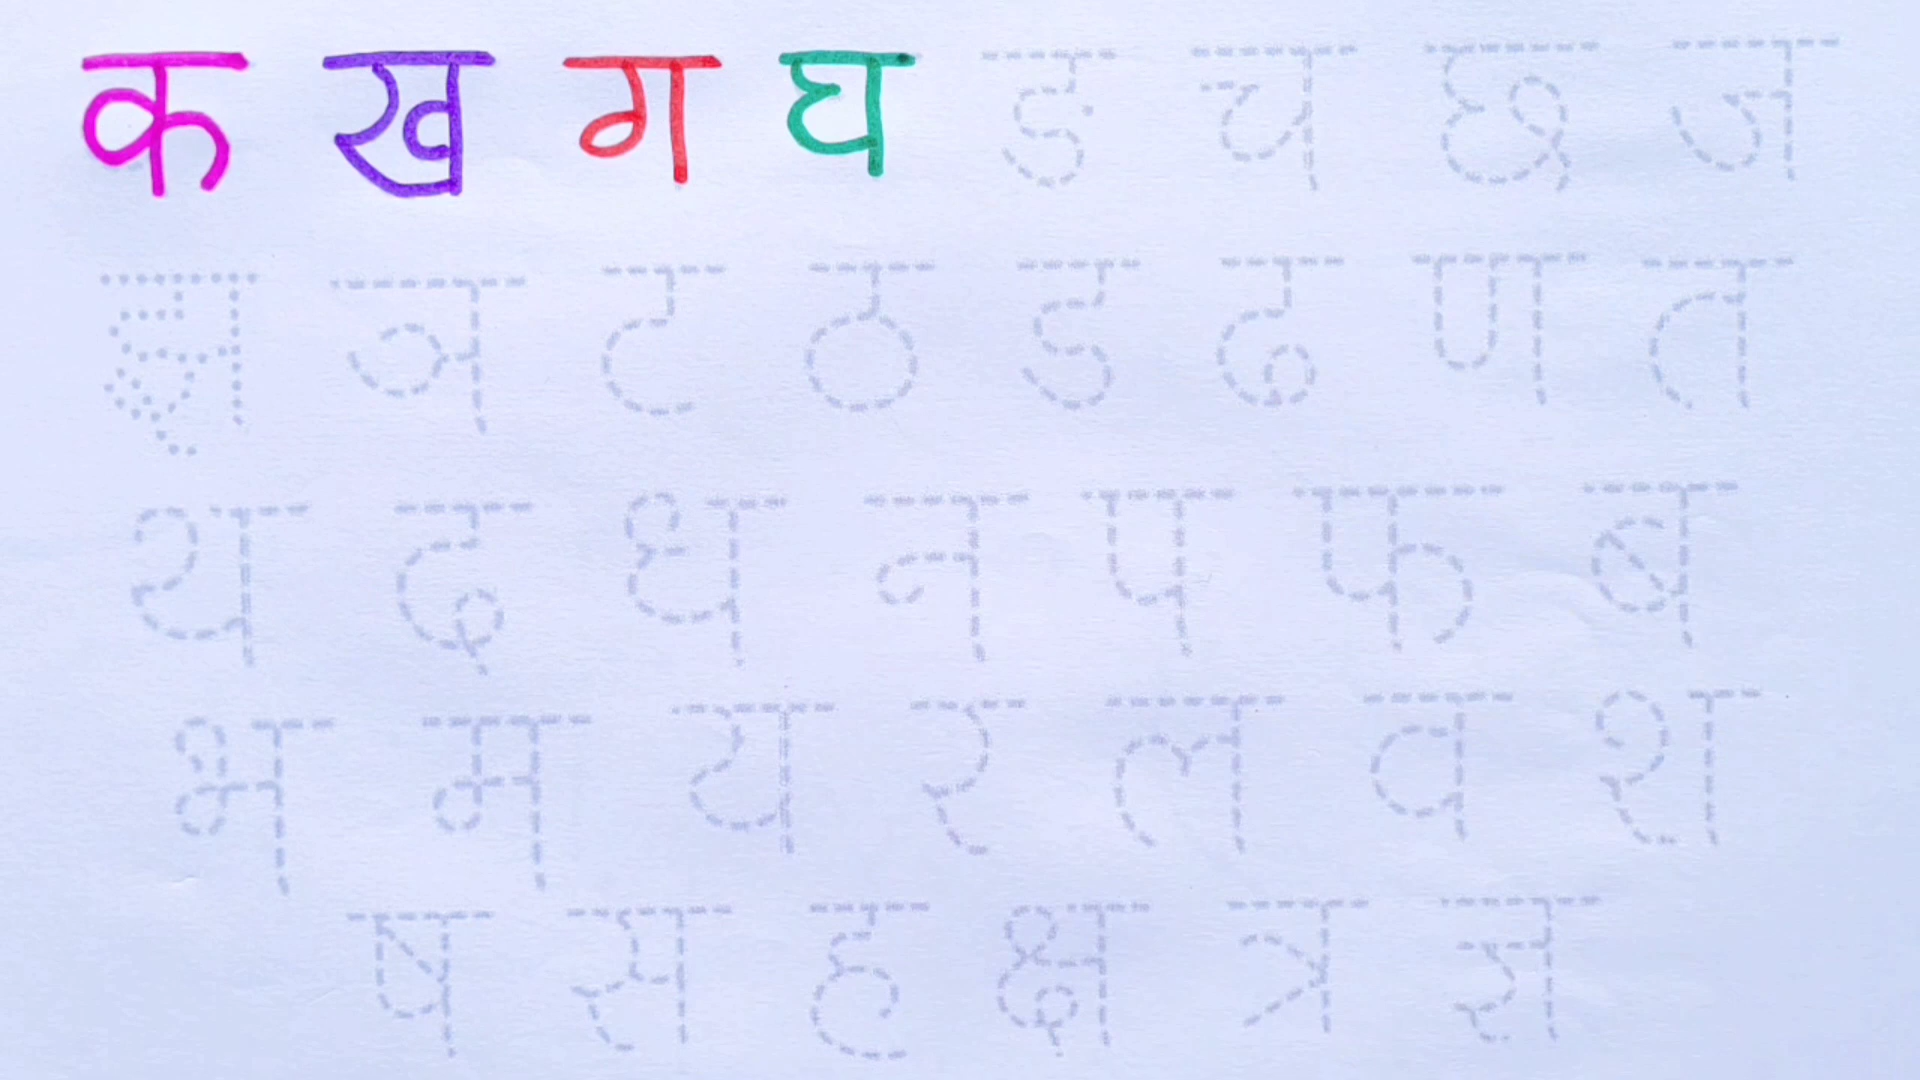 क ख ग घ ङ च छ ज
झ ञ ट ठ ड ढ ण त
थ द ध न प फ ब
भ म य र ल व श
ष स ह क्ष त्र ज्ञ